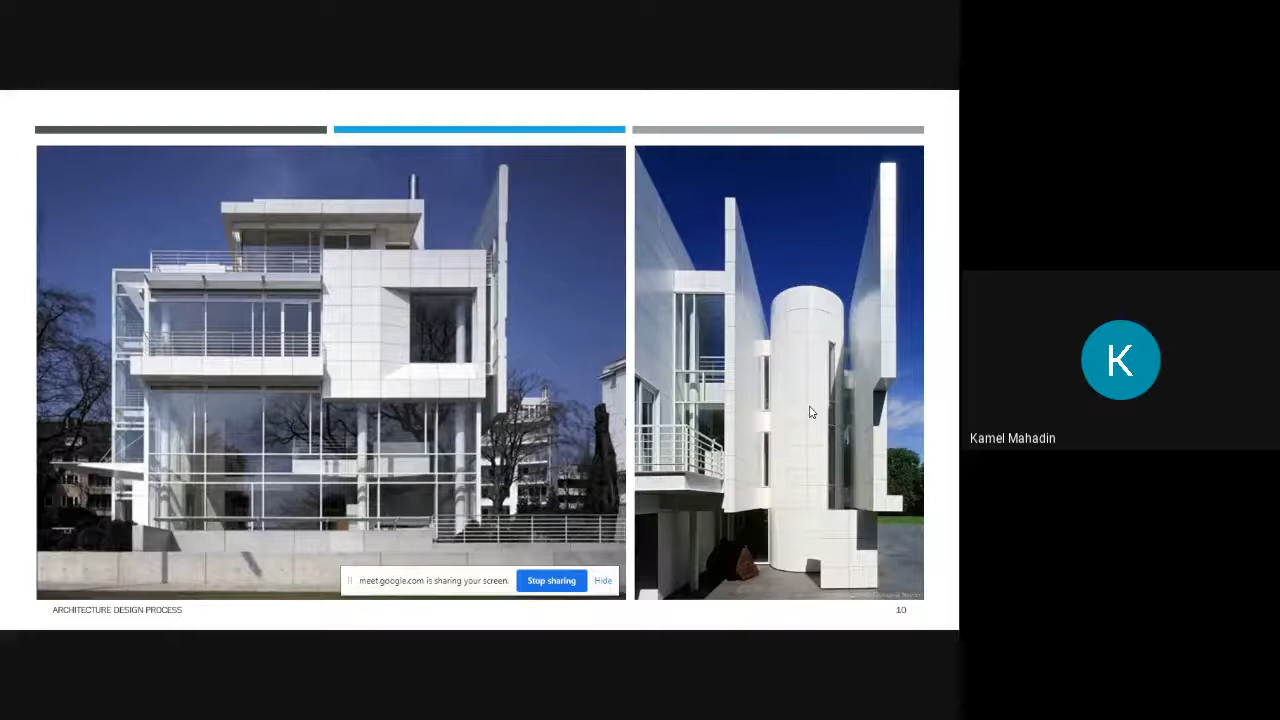 meet.google.com is sharing your screen.
Stop sharing
Hide
ARCHITECTURE DESIGN PROCESS
10
K
Kamel Mahadin